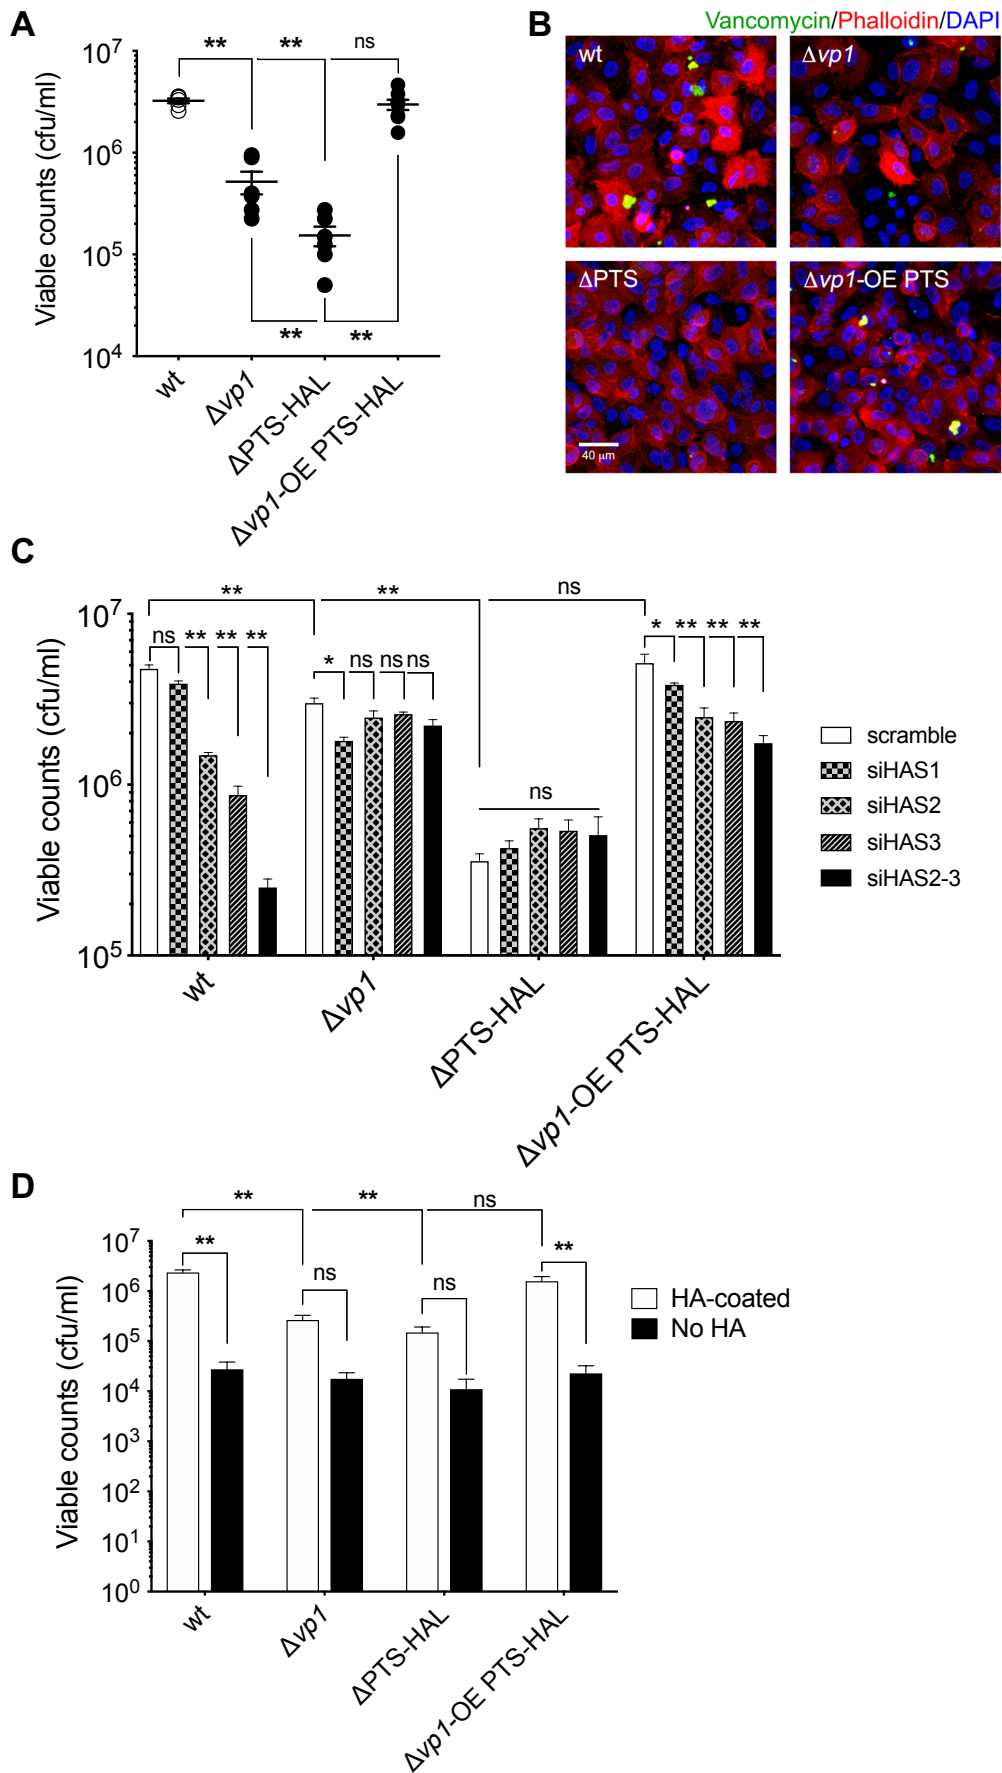 A
** ** ns
Viable counts (cfu/ml)
10⁷
10⁶
10⁵
10⁴
** **
wt
Δvp1
ΔPTS-HAL
Δvp1-OE PTS-HAL
B
Vancomycin/Phalloidin/DAPI
wt
Δvp1
ΔPTS
40 µm
Δvp1-OE PTS
C
** ** ns
ns ** ** **
* ns ns ns
ns
* ** ** **
Viable counts (cfu/ml)
10⁷
10⁶
10⁵
wt
Δvp1
ΔPTS-HAL
Δvp1-OE PTS-HAL
scramble
siHAS1
siHAS2
siHAS3
siHAS2-3
D
** ** ns
** ns ns **
Viable counts (cfu/ml)
10⁷
10⁶
10⁵
10⁴
10³
10²
10¹
10⁰
wt
Δvp1
ΔPTS-HAL
Δvp1-OE PTS-HAL
HA-coated
No HA